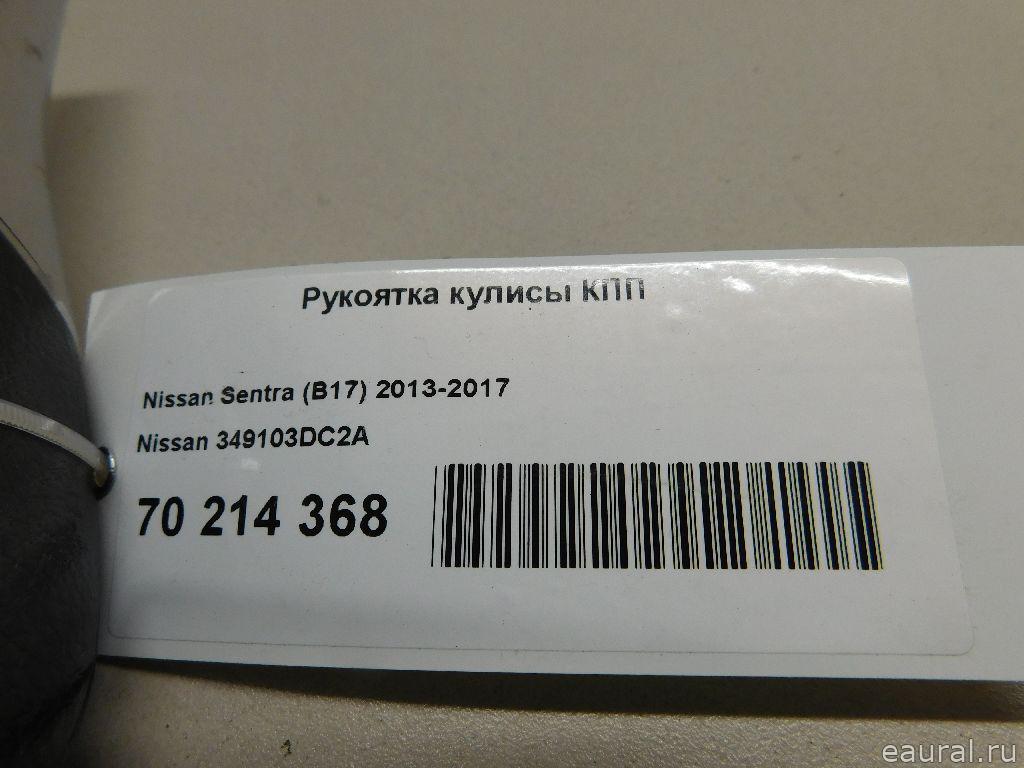 Рукоятка кулисы КПП
Nissan Sentra (B17) 2013-2017
Nissan 349103DC2A
70 214 368
eaural.ru